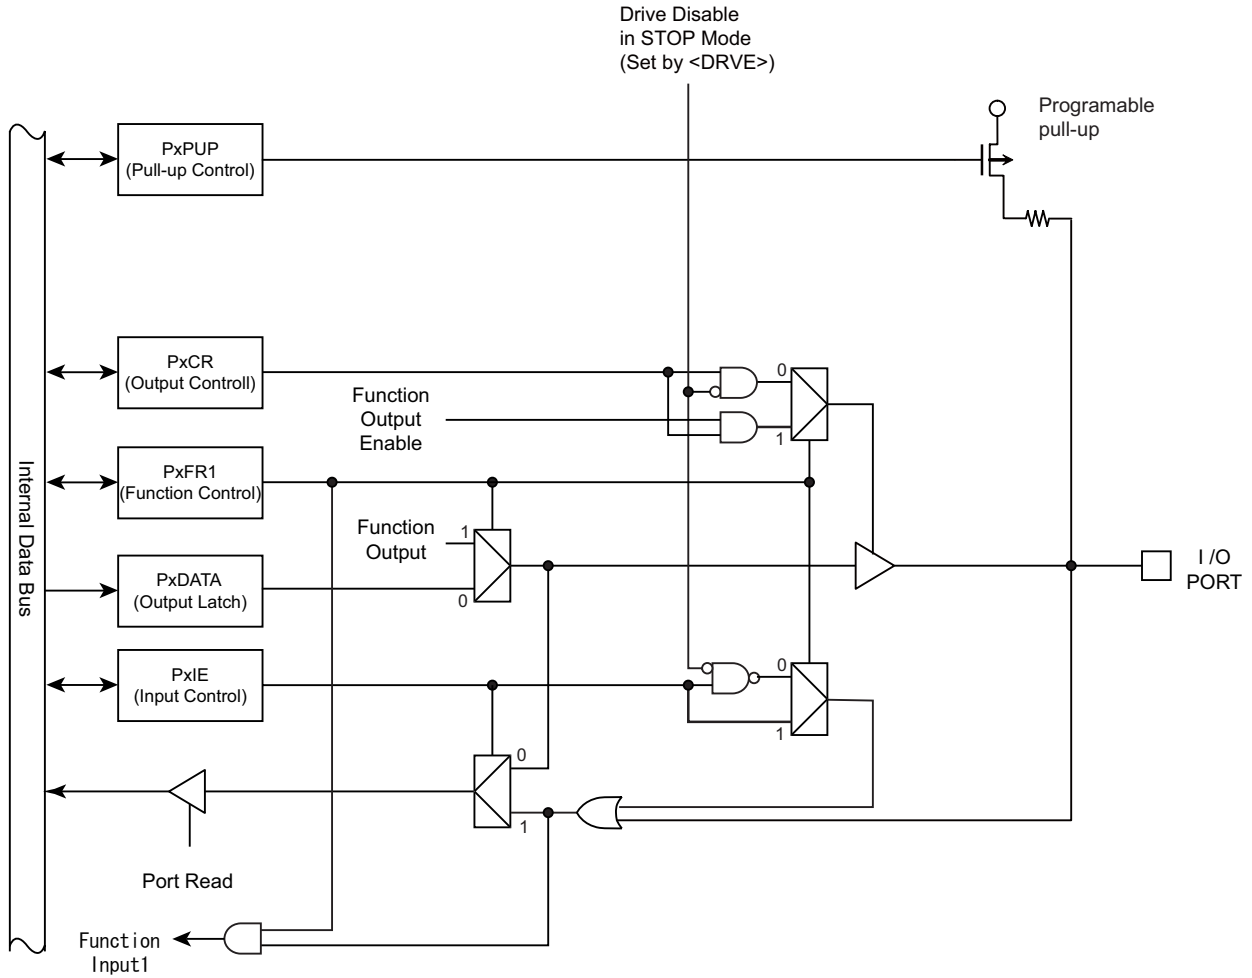 Drive Disable
in STOP Mode
(Set by <DRVE>)
Programable
pull-up
PxPUP
(Pull-up Control)
PxCR
(Output Controll)
0
Function
Output
Enable
1
PxFR1
(Function Control)
Internal Data Bus
Function
Output
1
0
PxDATA
(Output Latch)
I /O
PORT
PxIE
(Input Control)
0
1
0
1
Port Read
Function
Input1